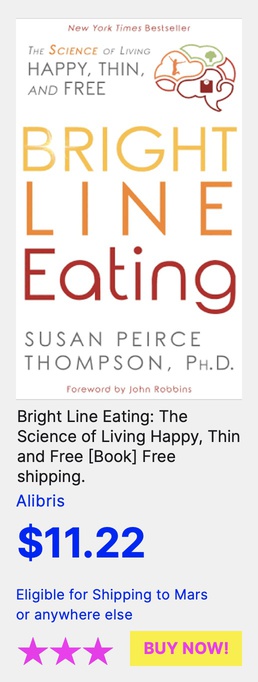 New York Times Bestseller
THE SCIENCE OF LIVING
HAPPY, THIN,
AND FREE
BRIGHT
LINE
Eating
SUSAN PEIRCE
THOMPSON, PH.D.
Foreword by John Robbins
Bright Line Eating: The
Science of Living Happy, Thin
and Free [Book] Free
shipping.
Alibris
$11.22
Eligible for Shipping to Mars
or anywhere else
BUY NOW!